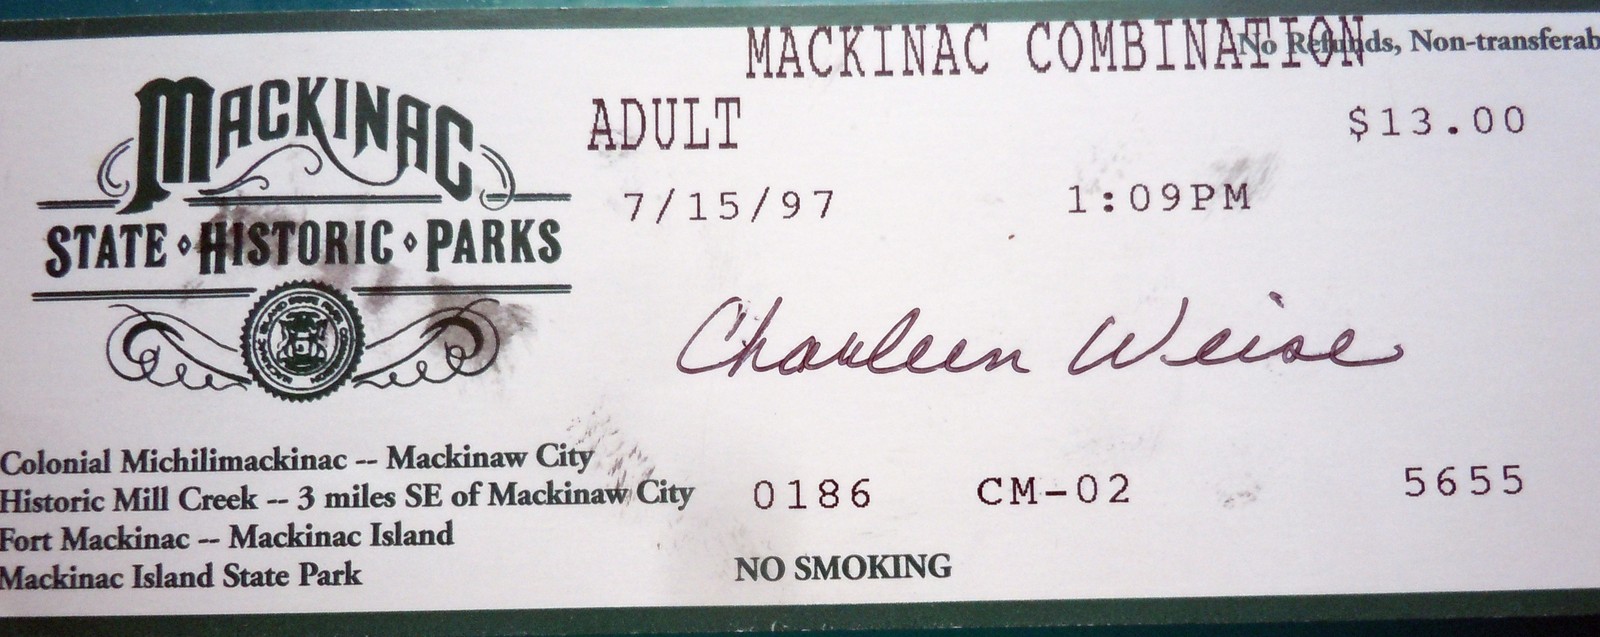 MACKINAC COMBINATION
No Refunds, Non-transferab
ADULT
$13.00
7/15/97 1:09PM
MACKINAC
STATE ⋄ HISTORIC ⋄ PARKS
Charleen Weise
Colonial Michilimackinac -- Mackinaw City
Historic Mill Creek -- 3 miles SE of Mackinaw City
Fort Mackinac -- Mackinac Island
Mackinac Island State Park
0186 CM-02 5655
NO SMOKING